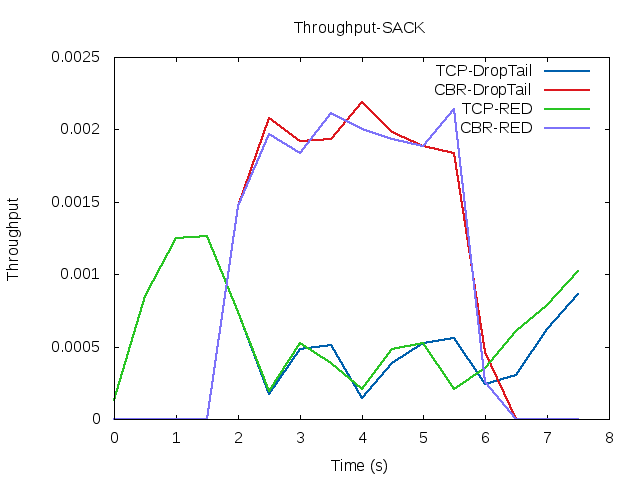 Throughput-SACK
0.0025
0.002
0.0015
0.001
0.0005
0
Throughput
TCP-DropTail
CBR-DropTail
TCP-RED
CBR-RED
0 1 2 3 4 5 6 7 8
Time (s)